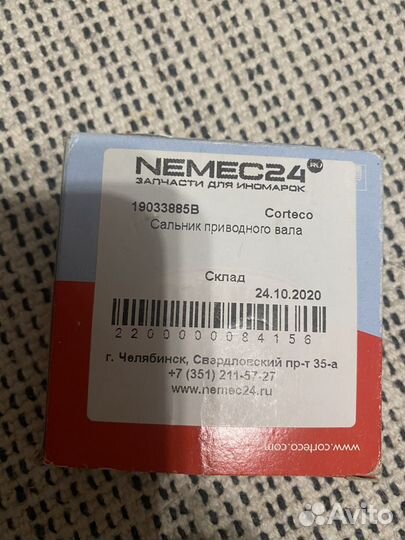 NEMEC24 RU
ЗАПЧАСТИ ДЛЯ ИНОМАРОК
19033885B Corteco
Сальник приводного вала
Склад
24.10.2020
2200000084156
г. Челябинск, Свердловский пр-т 35-а
+7 (351) 211-57-27
www.nemec24.ru
www.corteco.com
Avito